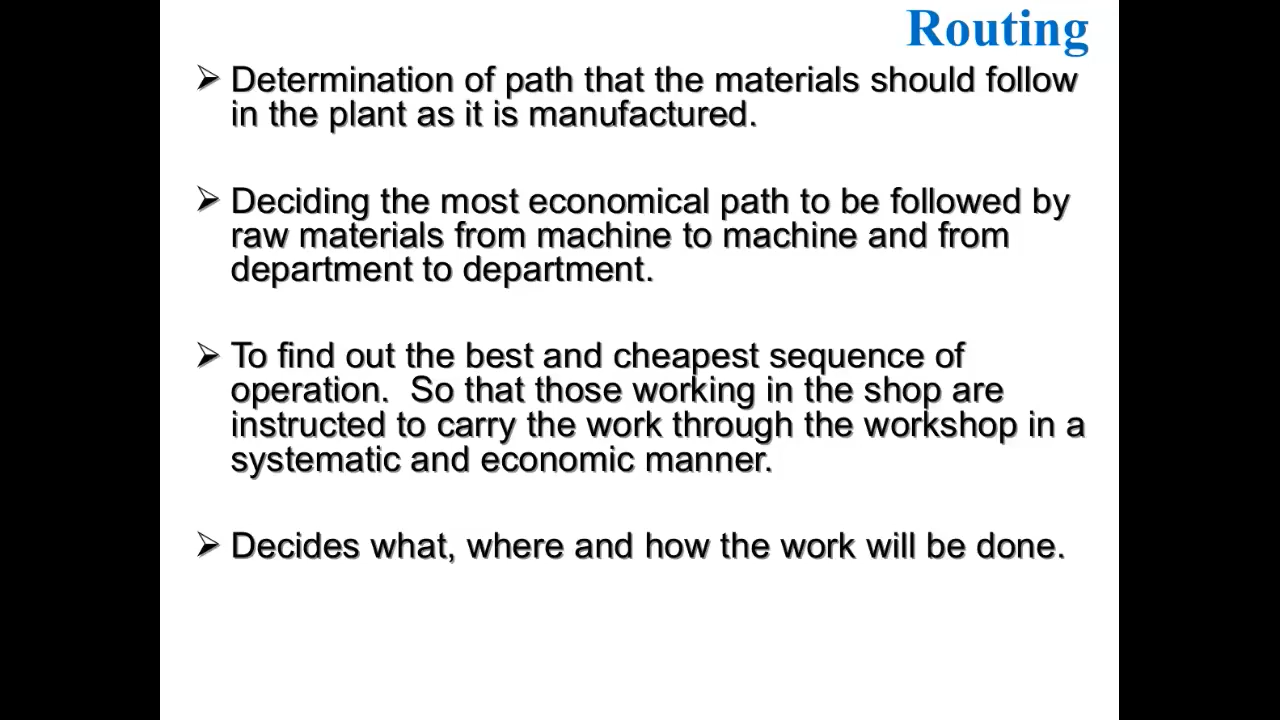 Routing
➢ Determination of path that the materials should follow
in the plant as it is manufactured.
➢ Deciding the most economical path to be followed by
raw materials from machine to machine and from
department to department.
➢ To find out the best and cheapest sequence of
operation.  So that those working in the shop are
instructed to carry the work through the workshop in a
systematic and economic manner.
➢ Decides what, where and how the work will be done.